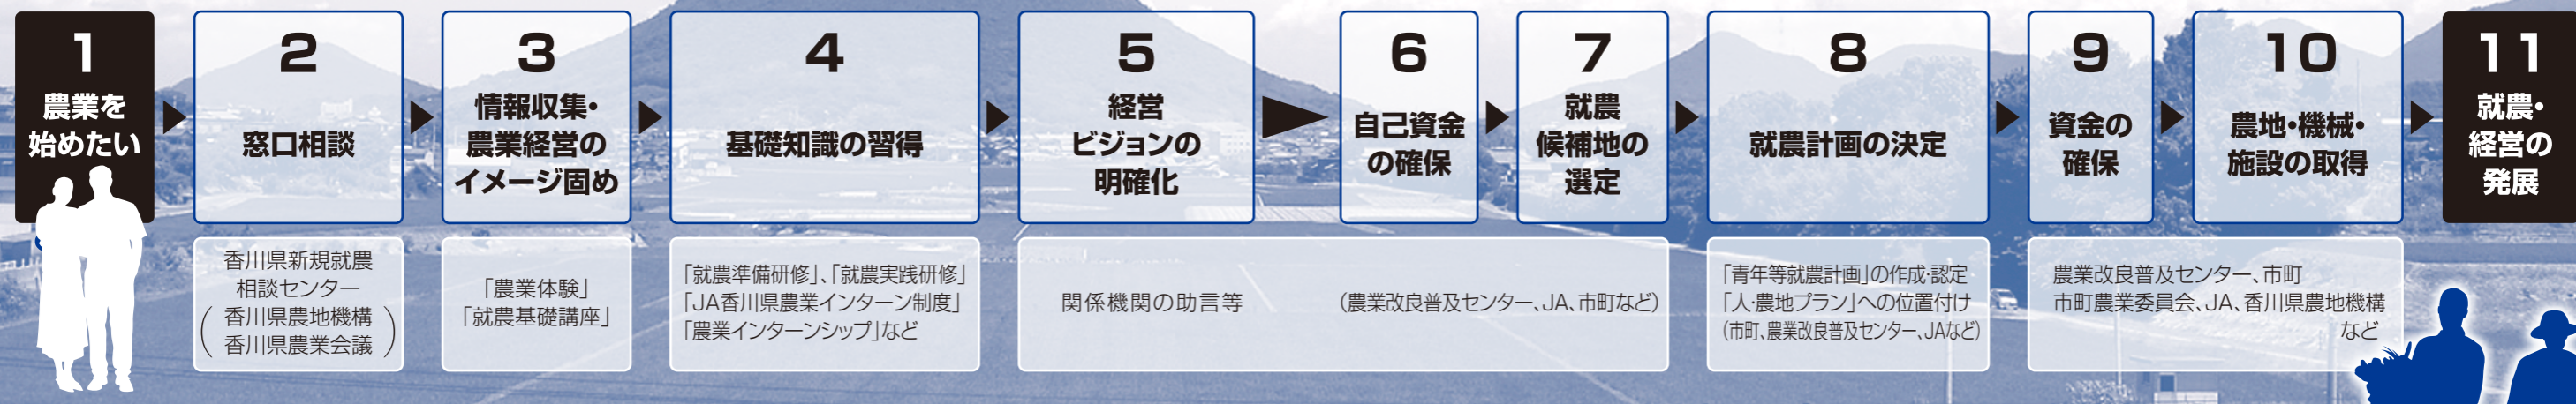 1
農業を
始めたい
2
窓口相談
香川県新規就農
相談センター
(香川県農地機構
香川県農業会議)
3
情報収集・
農業経営の
イメージ固め
「農業体験」
「就農基礎講座」
4
基礎知識の習得
「就農準備研修」、「就農実践研修」
「JA香川県農業インターン制度」
「農業インターンシップ」など
5
経営
ビジョンの
明確化
6
自己資金
の確保
7
就農
候補地の
選定
関係機関の助言等 (農業改良普及センター、JA、市町など)
8
就農計画の決定
「青年等就農計画」の作成・認定
「人・農地プラン」への位置付け
(市町、農業改良普及センター、JAなど)
9
資金の
確保
10
農地・機械・
施設の取得
農業改良普及センター、市町
市町農業委員会、JA、香川県農地機構
など
11
就農・
経営の
発展